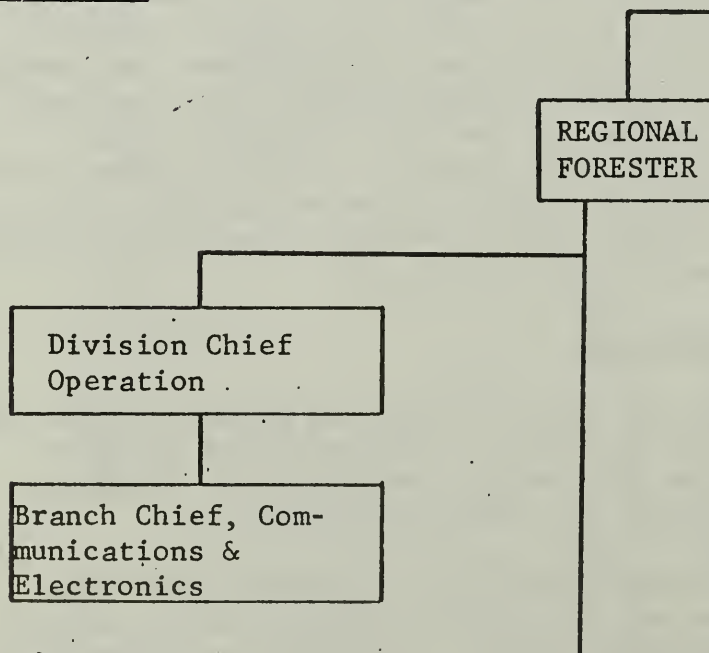 REGIONAL
FORESTER
Division Chief
Operation
Branch Chief, Com-
munications &
Electronics